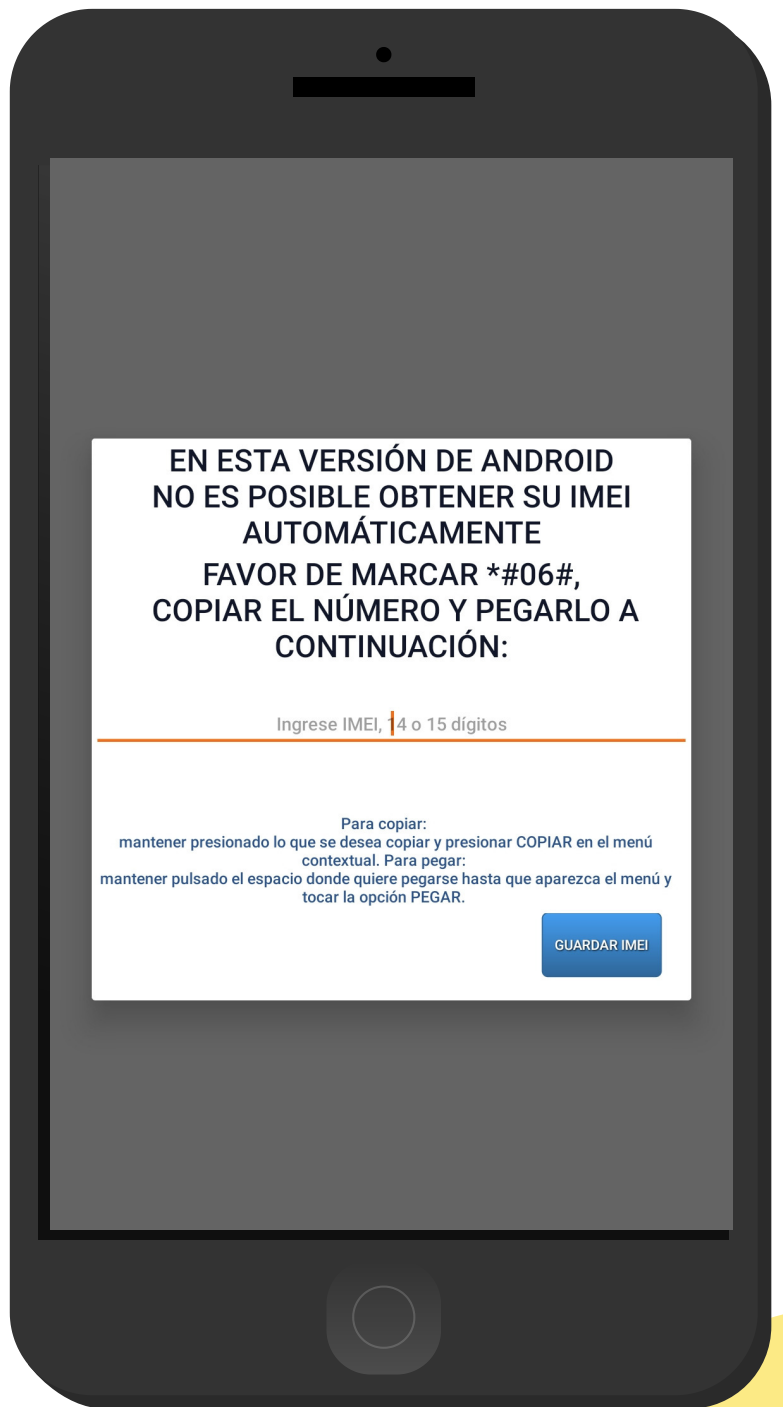 EN ESTA VERSIÓN DE ANDROID
NO ES POSIBLE OBTENER SU IMEI
AUTOMÁTICAMENTE
FAVOR DE MARCAR *#06#,
COPIAR EL NÚMERO Y PEGARLO A
CONTINUACIÓN:
Ingrese IMEI, 14 o 15 dígitos
Para copiar:
mantener presionado lo que se desea copiar y presionar COPIAR en el menú
contextual. Para pegar:
mantener pulsado el espacio donde quiere pegarse hasta que aparezca el menú y
tocar la opción PEGAR.
GUARDAR IMEI